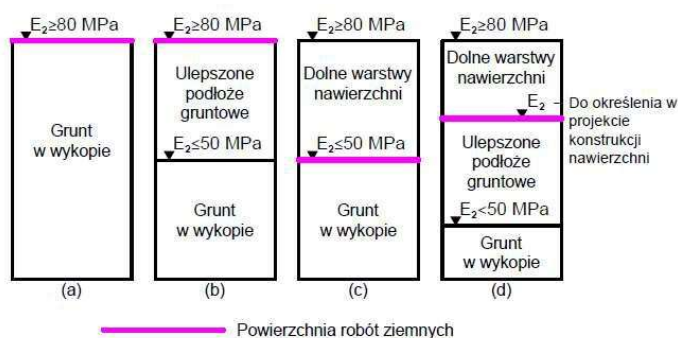 E₂≥80 MPa
Grunt
w wykopie
(a)
E₂≥80 MPa
Ulepszone
podłoże
gruntowe
E₂≤50 MPa
Grunt
w wykopie
(b)
E₂≥80 MPa
Dolne warstwy
nawierzchni
E₂≤50 MPa
Grunt
w wykopie
(c)
E₂≥80 MPa
Dolne warstwy
nawierzchni
E₂ – Do określenia w
projekcie
konstrukcji
nawierzchni
Ulepszone
podłoże
gruntowe
E₂<50 MPa
Grunt
w wykopie
(d)
Powierzchnia robót ziemnych